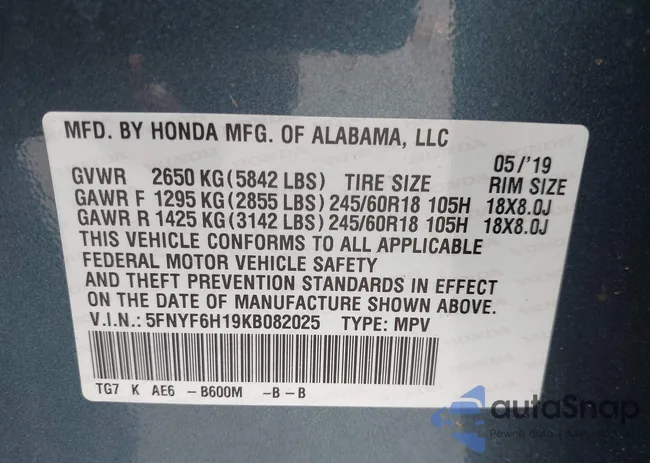 MFD. BY HONDA MFG. OF ALABAMA, LLC
05/'19
GVWR 2650 KG (5842 LBS) TIRE SIZE RIM SIZE
GAWR F 1295 KG (2855 LBS) 245/60R18 105H 18X8.0J
GAWR R 1425 KG (3142 LBS) 245/60R18 105H 18X8.0J
THIS VEHICLE CONFORMS TO ALL APPLICABLE
FEDERAL MOTOR VEHICLE SAFETY
AND THEFT PREVENTION STANDARDS IN EFFECT
ON THE DATE OF MANUFACTURE SHOWN ABOVE.
V.I.N.: 5FNYF6H19KB082025 TYPE: MPV
TG7 K AE6 -B600M -B-B
autoSnap
Pewne auto i